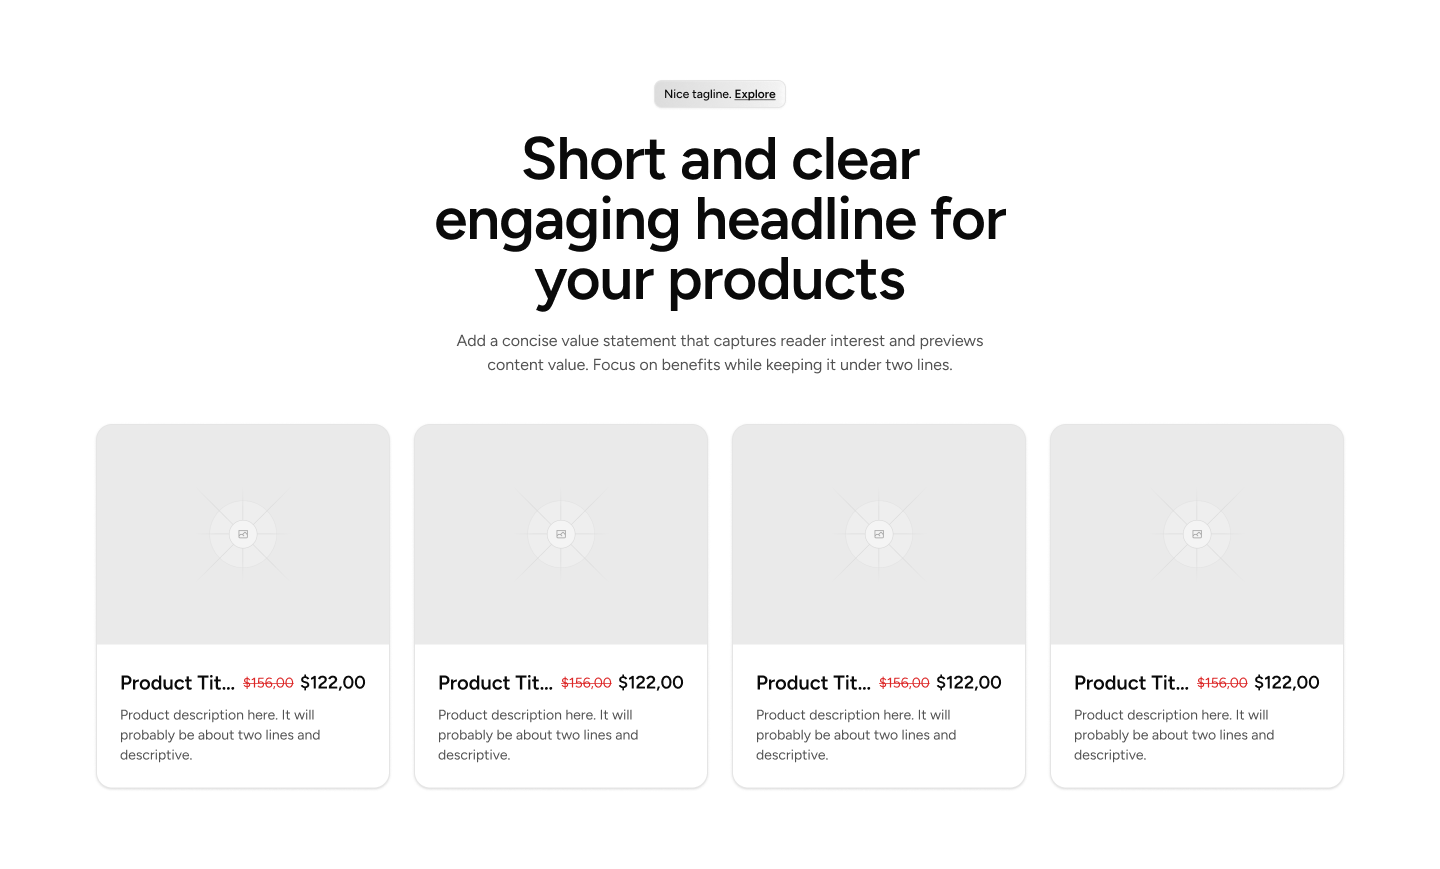 Nice tagline. Explore
Short and clear
engaging headline for
your products
Add a concise value statement that captures reader interest and previews
content value. Focus on benefits while keeping it under two lines.
Product Tit... $156,00 $122,00
Product description here. It will
probably be about two lines and
descriptive.
Product Tit... $156,00 $122,00
Product description here. It will
probably be about two lines and
descriptive.
Product Tit... $156,00 $122,00
Product description here. It will
probably be about two lines and
descriptive.
Product Tit... $156,00 $122,00
Product description here. It will
probably be about two lines and
descriptive.